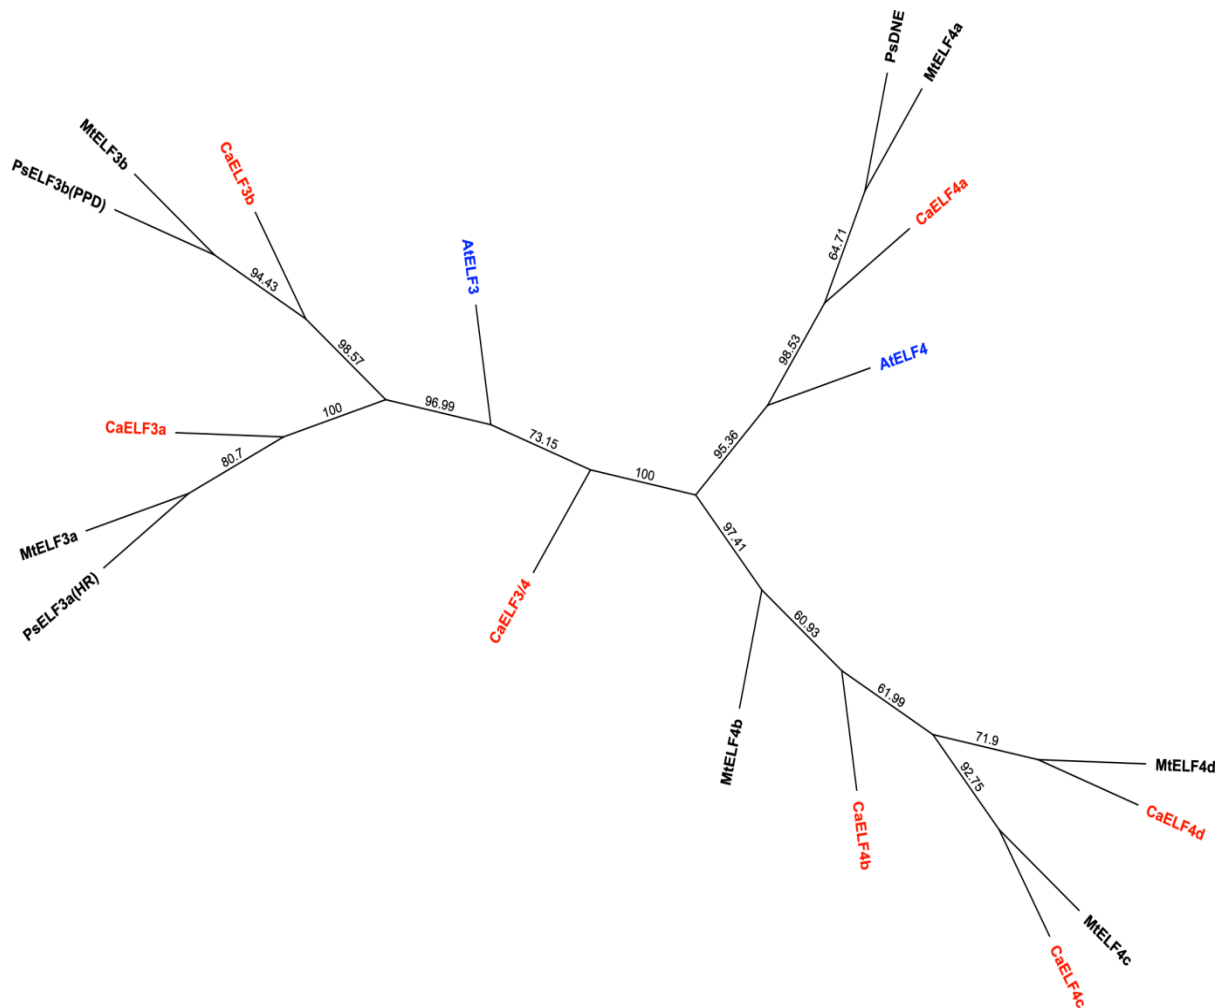 PsDNE
MtELF4a
MtELF3b
CaELF3b
PsELF3b(PPD)
CaELF4a
64.71
AtELF3
94.43
98.53
98.57
AtELF4
100
96.99
CaELF3a
73.15
95.36
80.7
100
MtELF3a
97.41
PsELF3a(HR)
CaELF3/4
60.93
61.99
MtELF4b
71.9
MtELF4d
92.75
CaELF4d
CaELF4b
MtELF4c
CaELF4c